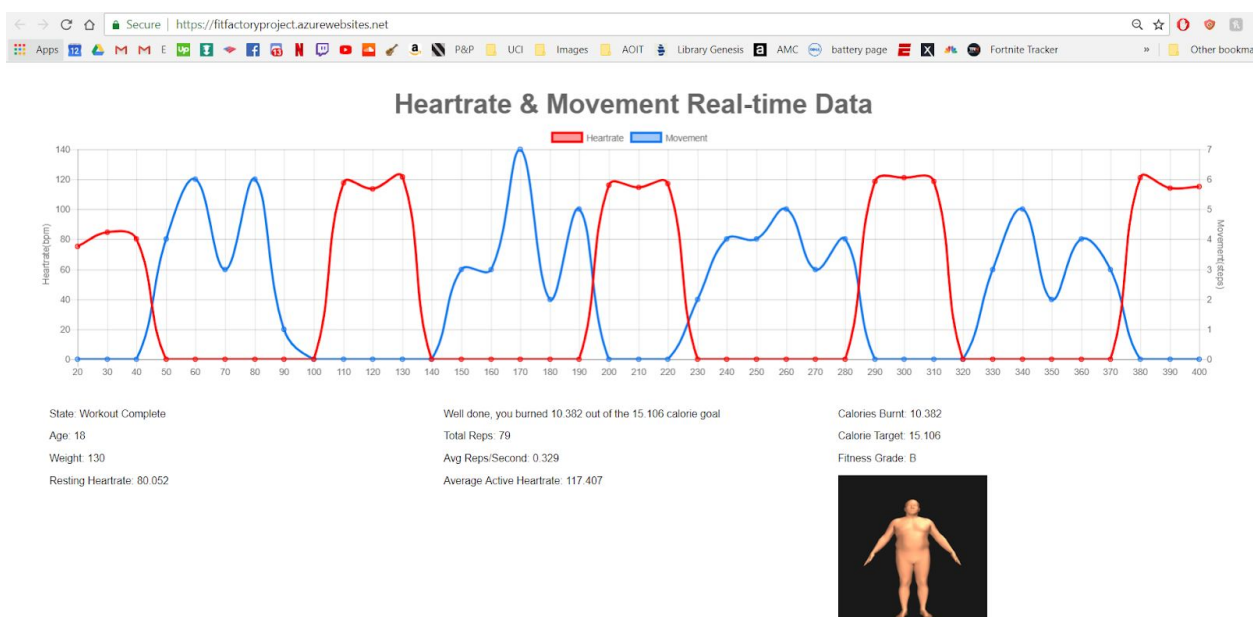 Secure | https://fitfactoryproject.azurewebsites.net
Apps 12 M M E Up f 13 N a. P&P UCI Images AOIT Library Genesis a AMC battery page E X Fortnite Tracker » Other bookma
Heartrate & Movement Real-time Data
Heartrate Movement
140 7
120 6
100 5
80 4
60 3
40 2
20 1
0 0
Heartrate(bpm)
Movement(steps)
20 30 40 50 60 70 80 90 100 110 120 130 140 150 160 170 180 190 200 210 220 230 240 250 260 270 280 290 300 310 320 330 340 350 360 370 380 390 400
State: Workout Complete
Age: 18
Weight: 130
Resting Heartrate: 80.052
Well done, you burned 10.382 out of the 15.106 calorie goal
Total Reps: 79
Avg Reps/Second: 0.329
Average Active Heartrate: 117.407
Calories Burnt: 10.382
Calorie Target: 15.106
Fitness Grade: B